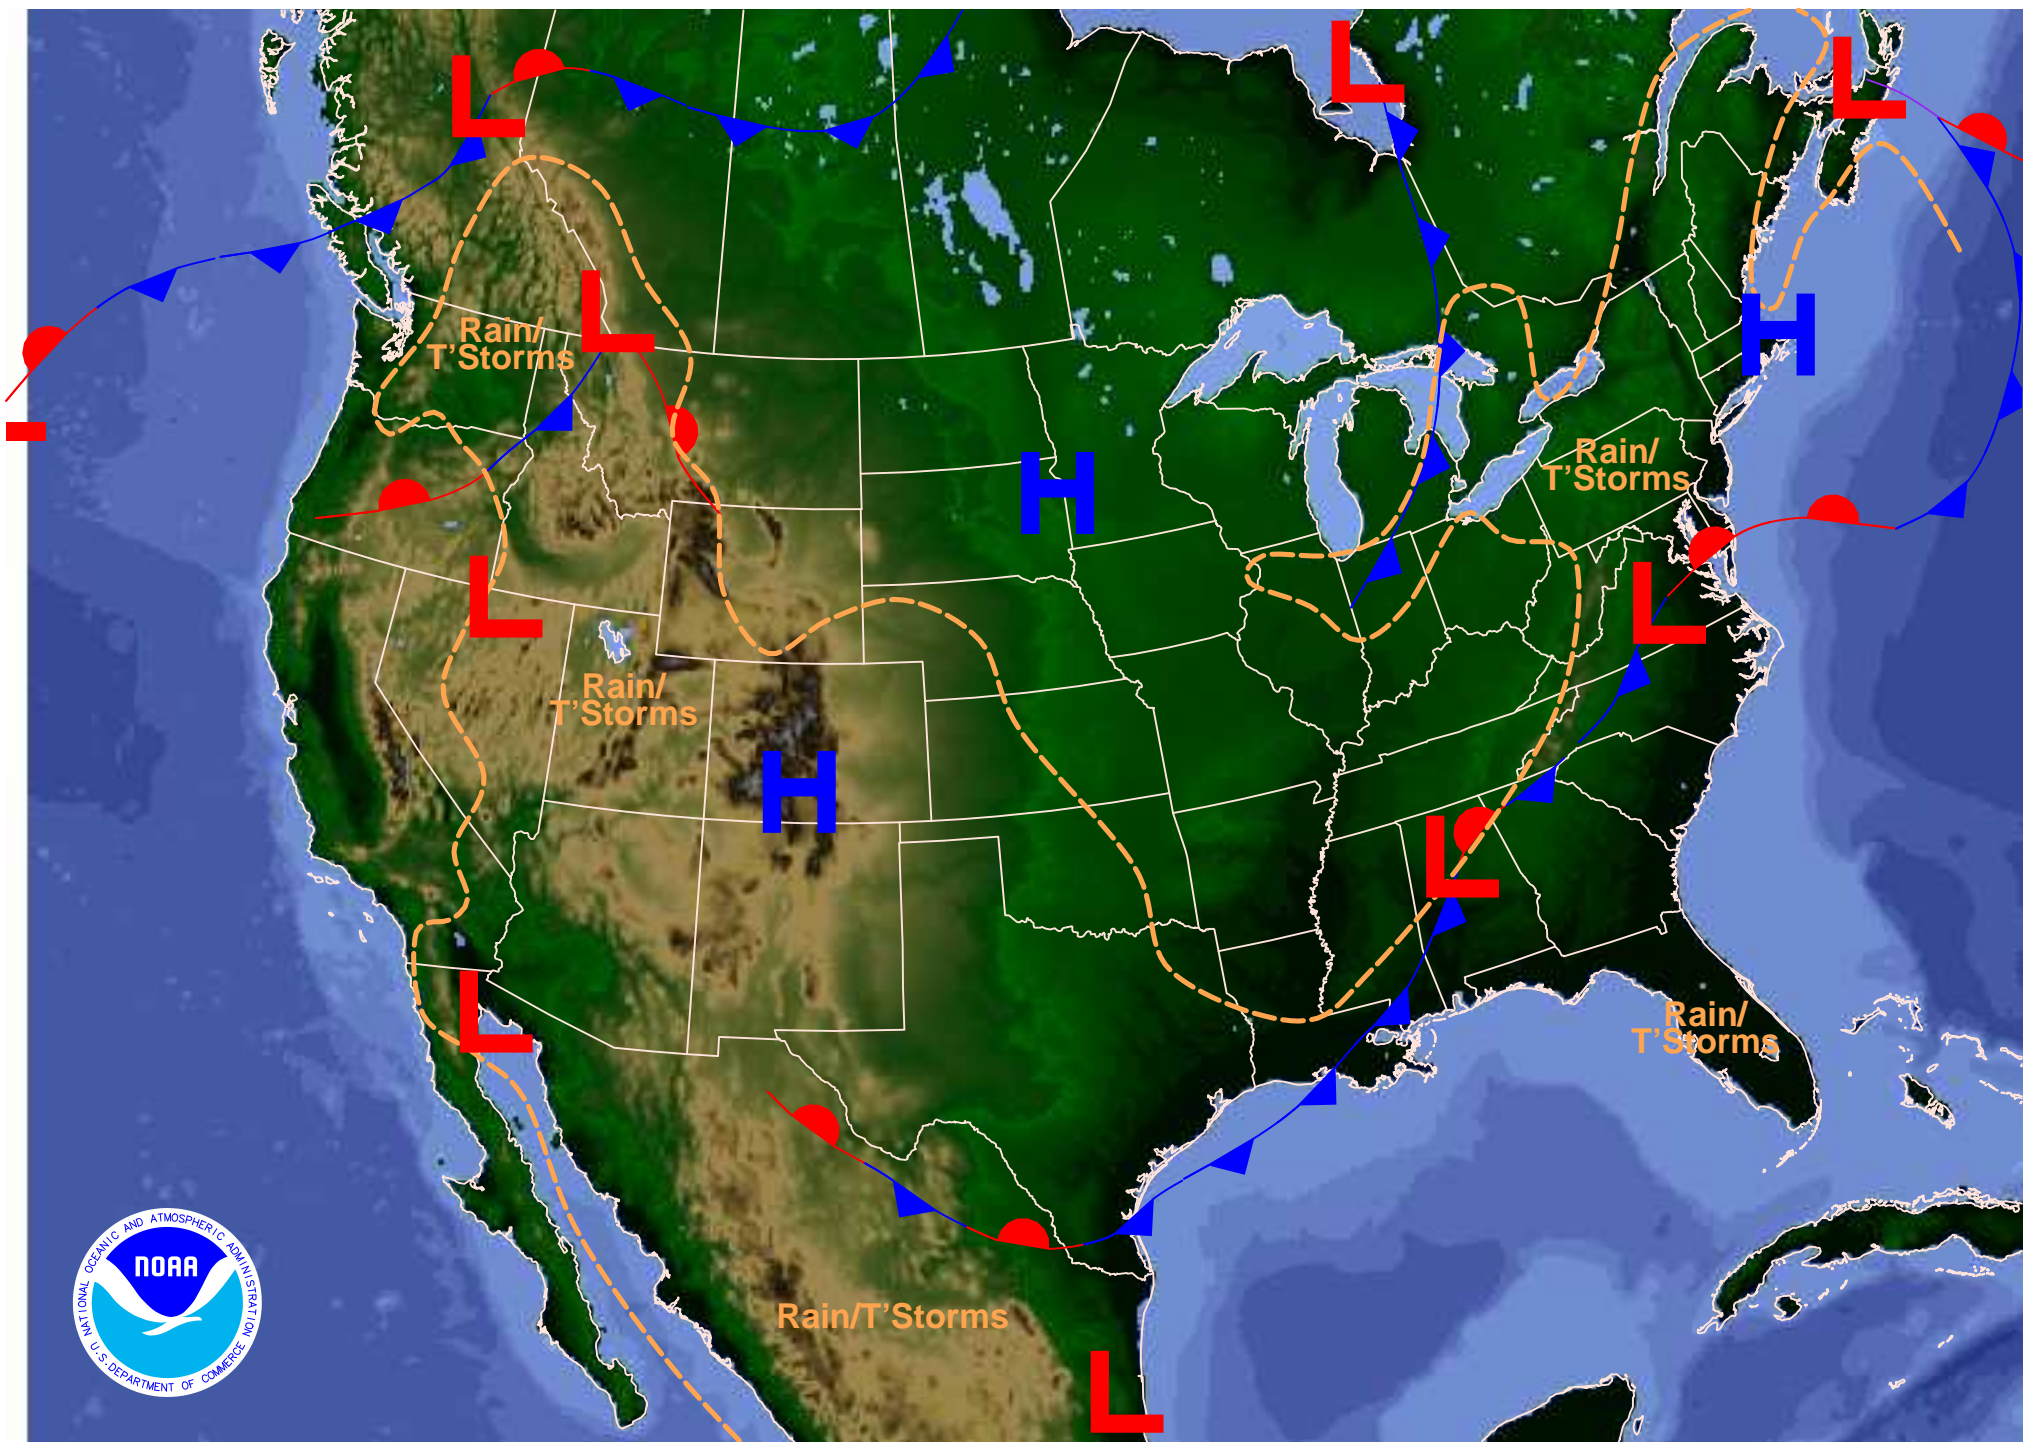 L
L
L
L
Rain/
T'Storms
H
H
Rain/
T'Storms
L
L
Rain/
T'Storms
H
L
L
Rain/
T'Storms
Rain/T'Storms
L
NOAA
NATIONAL OCEANIC AND ATMOSPHERIC ADMINISTRATION
U.S. DEPARTMENT OF COMMERCE